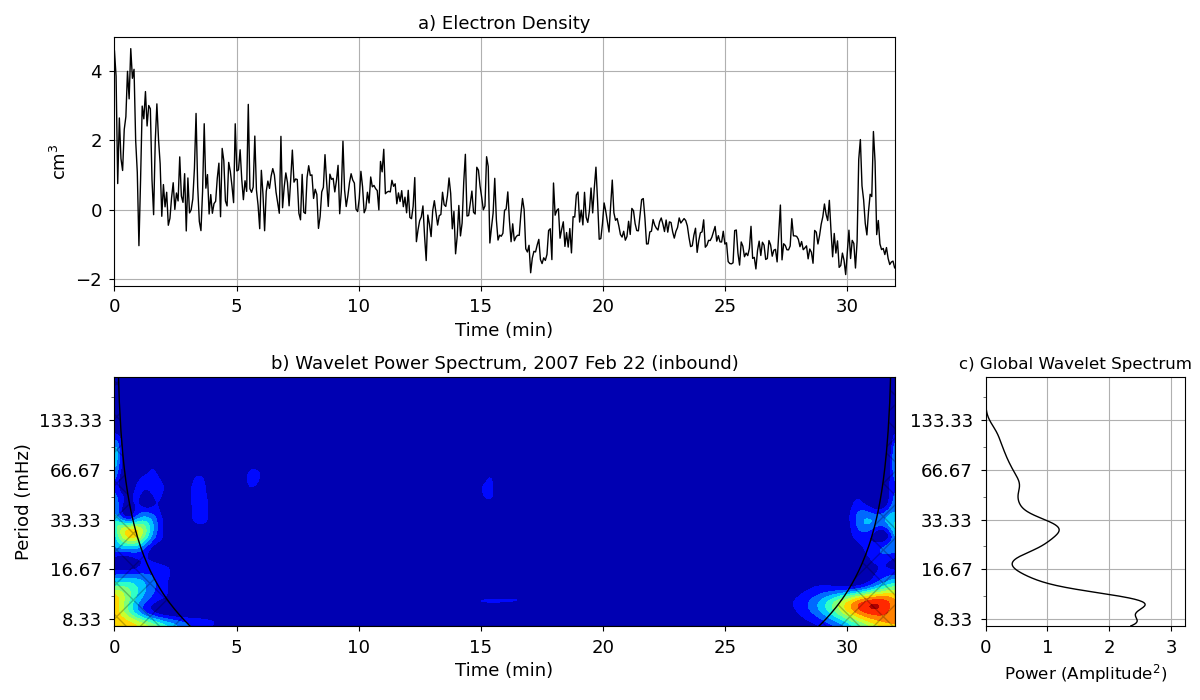 a) Electron Density
cm³
4
2
0
−2
0 5 10 15 20 25 30
Time (min)
b) Wavelet Power Spectrum, 2007 Feb 22 (inbound)
Period (mHz)
133.33
66.67
33.33
16.67
8.33
0 5 10 15 20 25 30
Time (min)
c) Global Wavelet Spectrum
133.33
66.67
33.33
16.67
8.33
0 1 2 3
Power (Amplitude²)